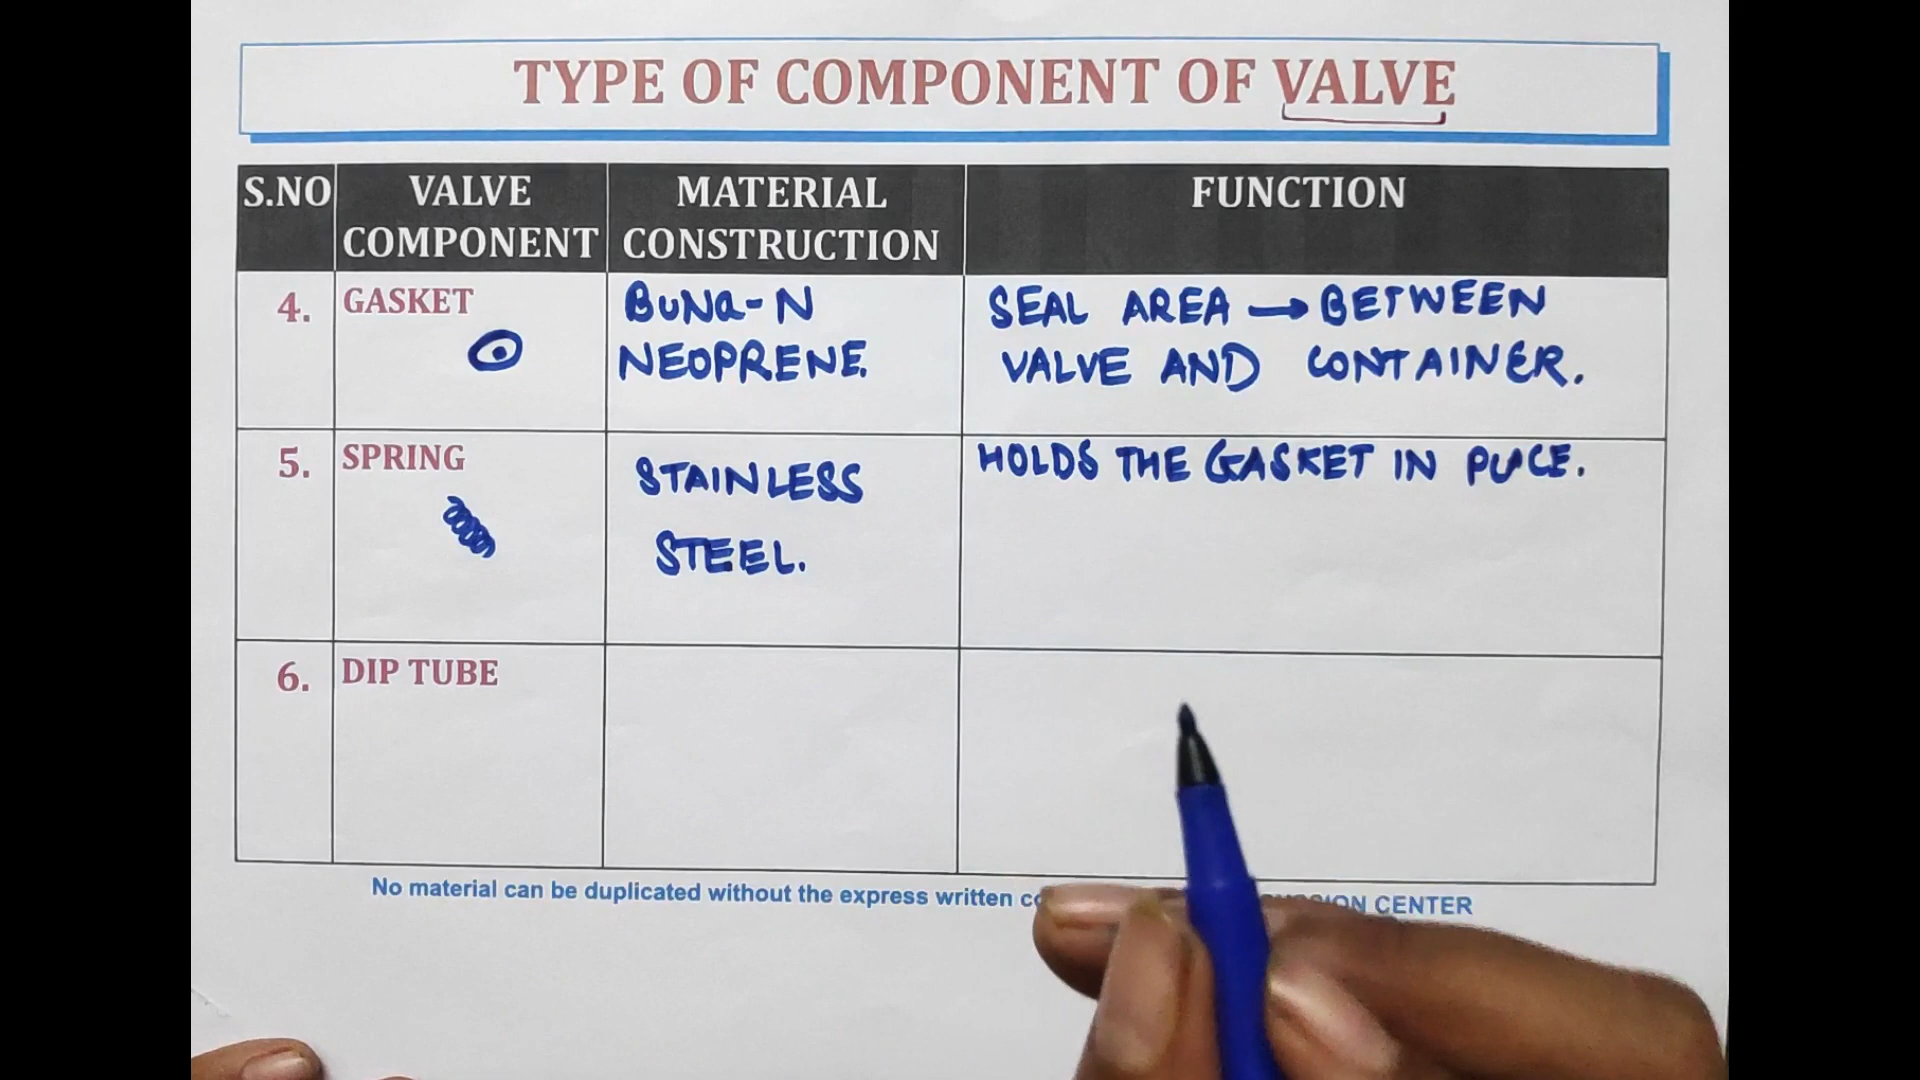 TYPE OF COMPONENT OF VALVE
S.NO VALVE COMPONENT MATERIAL CONSTRUCTION FUNCTION
4. GASKET BUNa-N SEAL AREA → BETWEEN
NEOPRENE. VALVE AND CONTAINER.
5. SPRING STAINLESS HOLDS THE GASKET IN PLACE.
STEEL.
6. DIP TUBE
No material can be duplicated without the express written CENTER